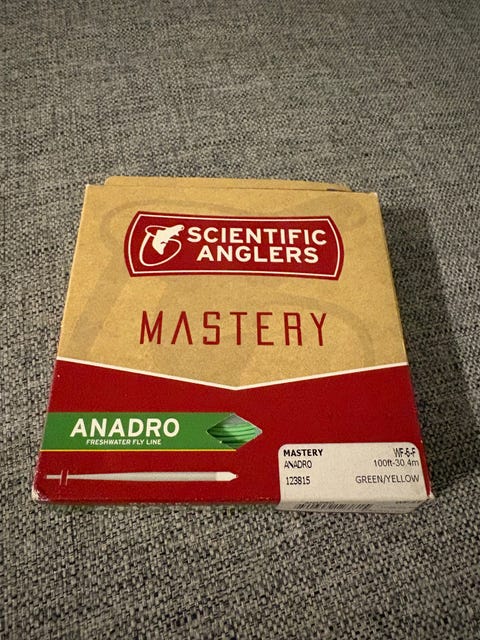 SCIENTIFIC
ANGLERS
MASTERY
ANADRO
FRESHWATER FLY LINE
MASTERY WF-6-F
ANADRO 100ft-30,4m
123815 GREEN/YELLOW